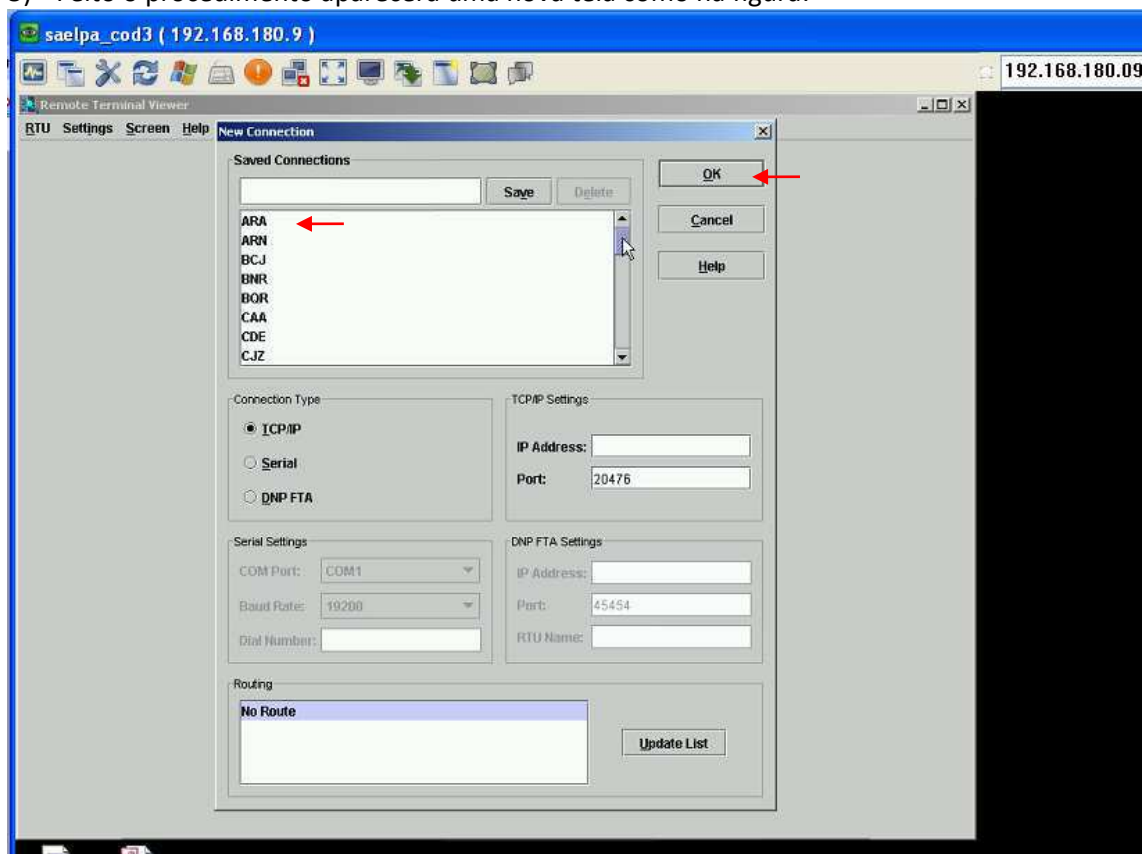 saelpa_cod3 ( 192.168.180.9 )
192.168.180.09
Remote Terminal Viewer
RTU Settings Screen Help
New Connection
Saved Connections
Save Delete
OK
Cancel
Help
ARA
ARN
BCJ
BNR
BOR
CAA
CDE
CJZ
Connection Type
TCP/IP
Serial
DNP FTA
TCP/IP Settings
IP Address:
Port: 20476
Serial Settings
COM Port: COM1
Baud Rate: 19200
Dial Number:
DNP FTA Settings
IP Address:
Port: 45454
RTU Name:
Routing
No Route
Update List